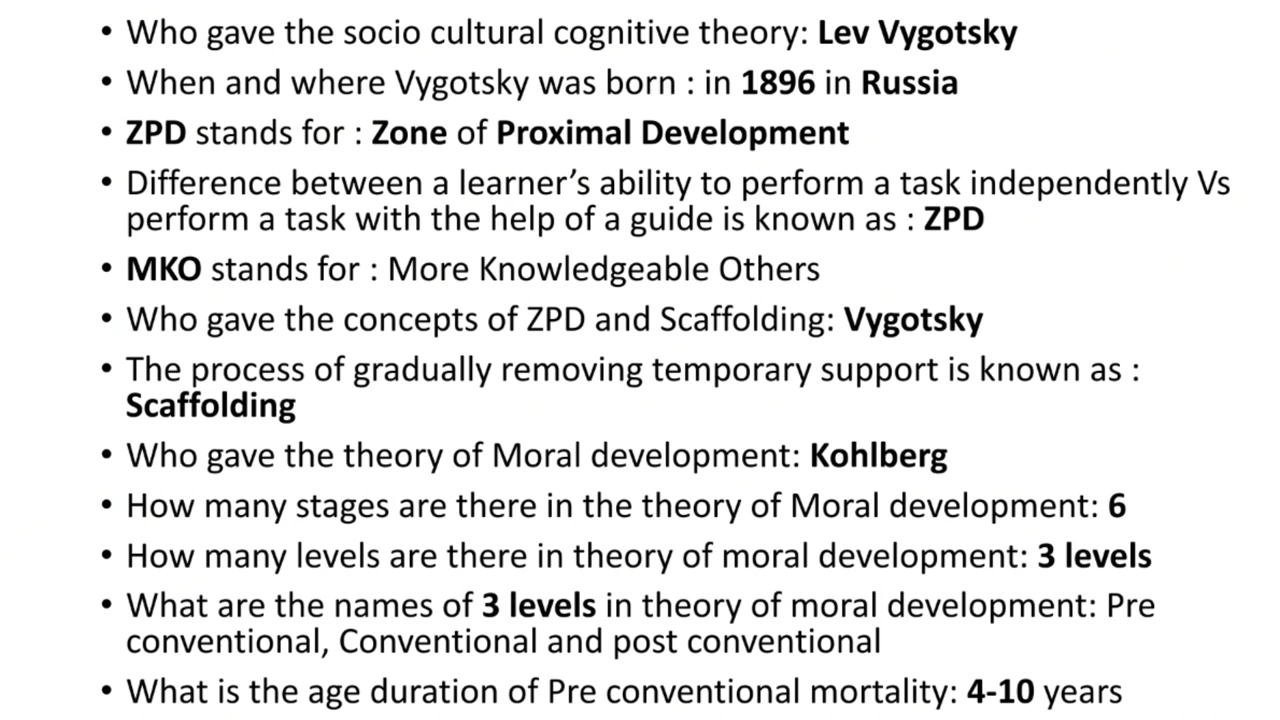 • Who gave the socio cultural cognitive theory: Lev Vygotsky
• When and where Vygotsky was born : in 1896 in Russia
• ZPD stands for : Zone of Proximal Development
• Difference between a learner’s ability to perform a task independently Vs
perform a task with the help of a guide is known as : ZPD
• MKO stands for : More Knowledgeable Others
• Who gave the concepts of ZPD and Scaffolding: Vygotsky
• The process of gradually removing temporary support is known as :
Scaffolding
• Who gave the theory of Moral development: Kohlberg
• How many stages are there in the theory of Moral development: 6
• How many levels are there in theory of moral development: 3 levels
• What are the names of 3 levels in theory of moral development: Pre
conventional, Conventional and post conventional
• What is the age duration of Pre conventional mortality: 4-10 years